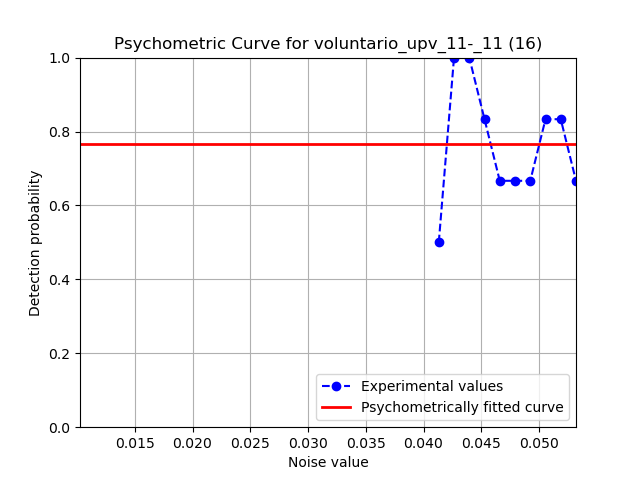 Psychometric Curve for voluntario_upv_11-_11 (16)
1.0
0.8
0.6
0.4
0.2
0.0
Detection probability
Experimental values
Psychometrically fitted curve
0.015 0.020 0.025 0.030 0.035 0.040 0.045 0.050
Noise value